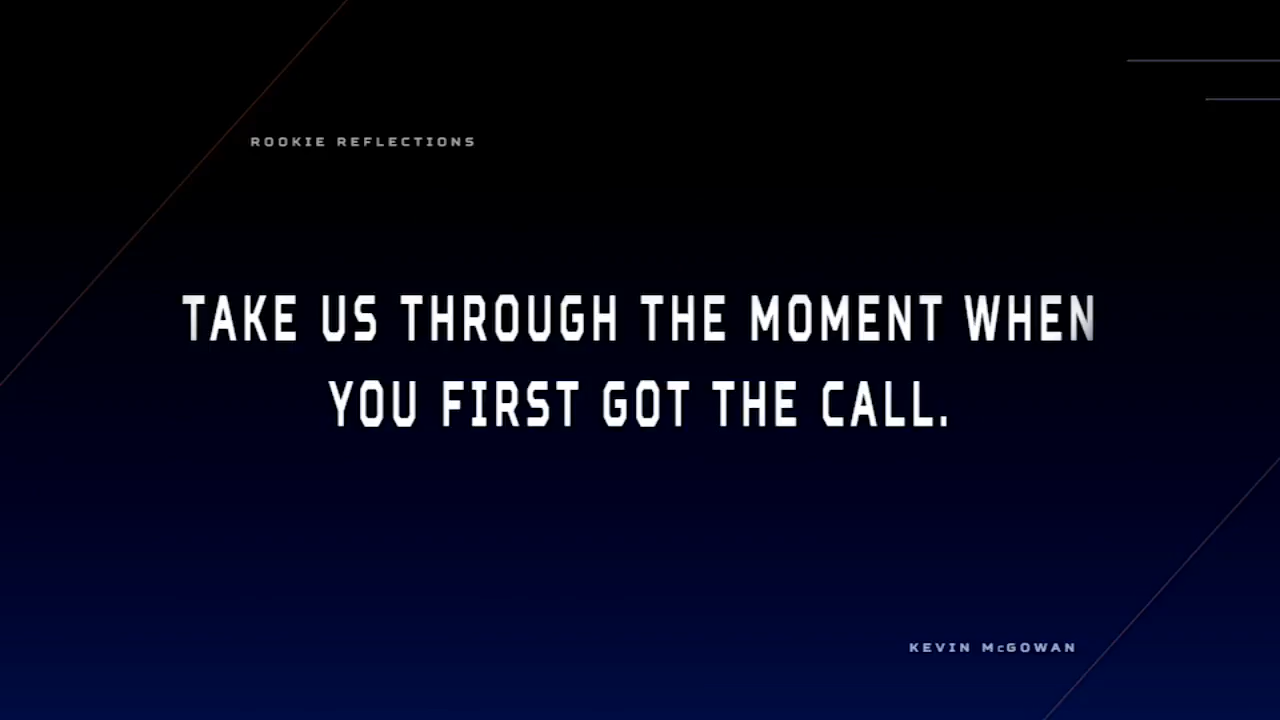 ROOKIE REFLECTIONS
TAKE US THROUGH THE MOMENT WHEN
YOU FIRST GOT THE CALL.
KEVIN McGOWAN